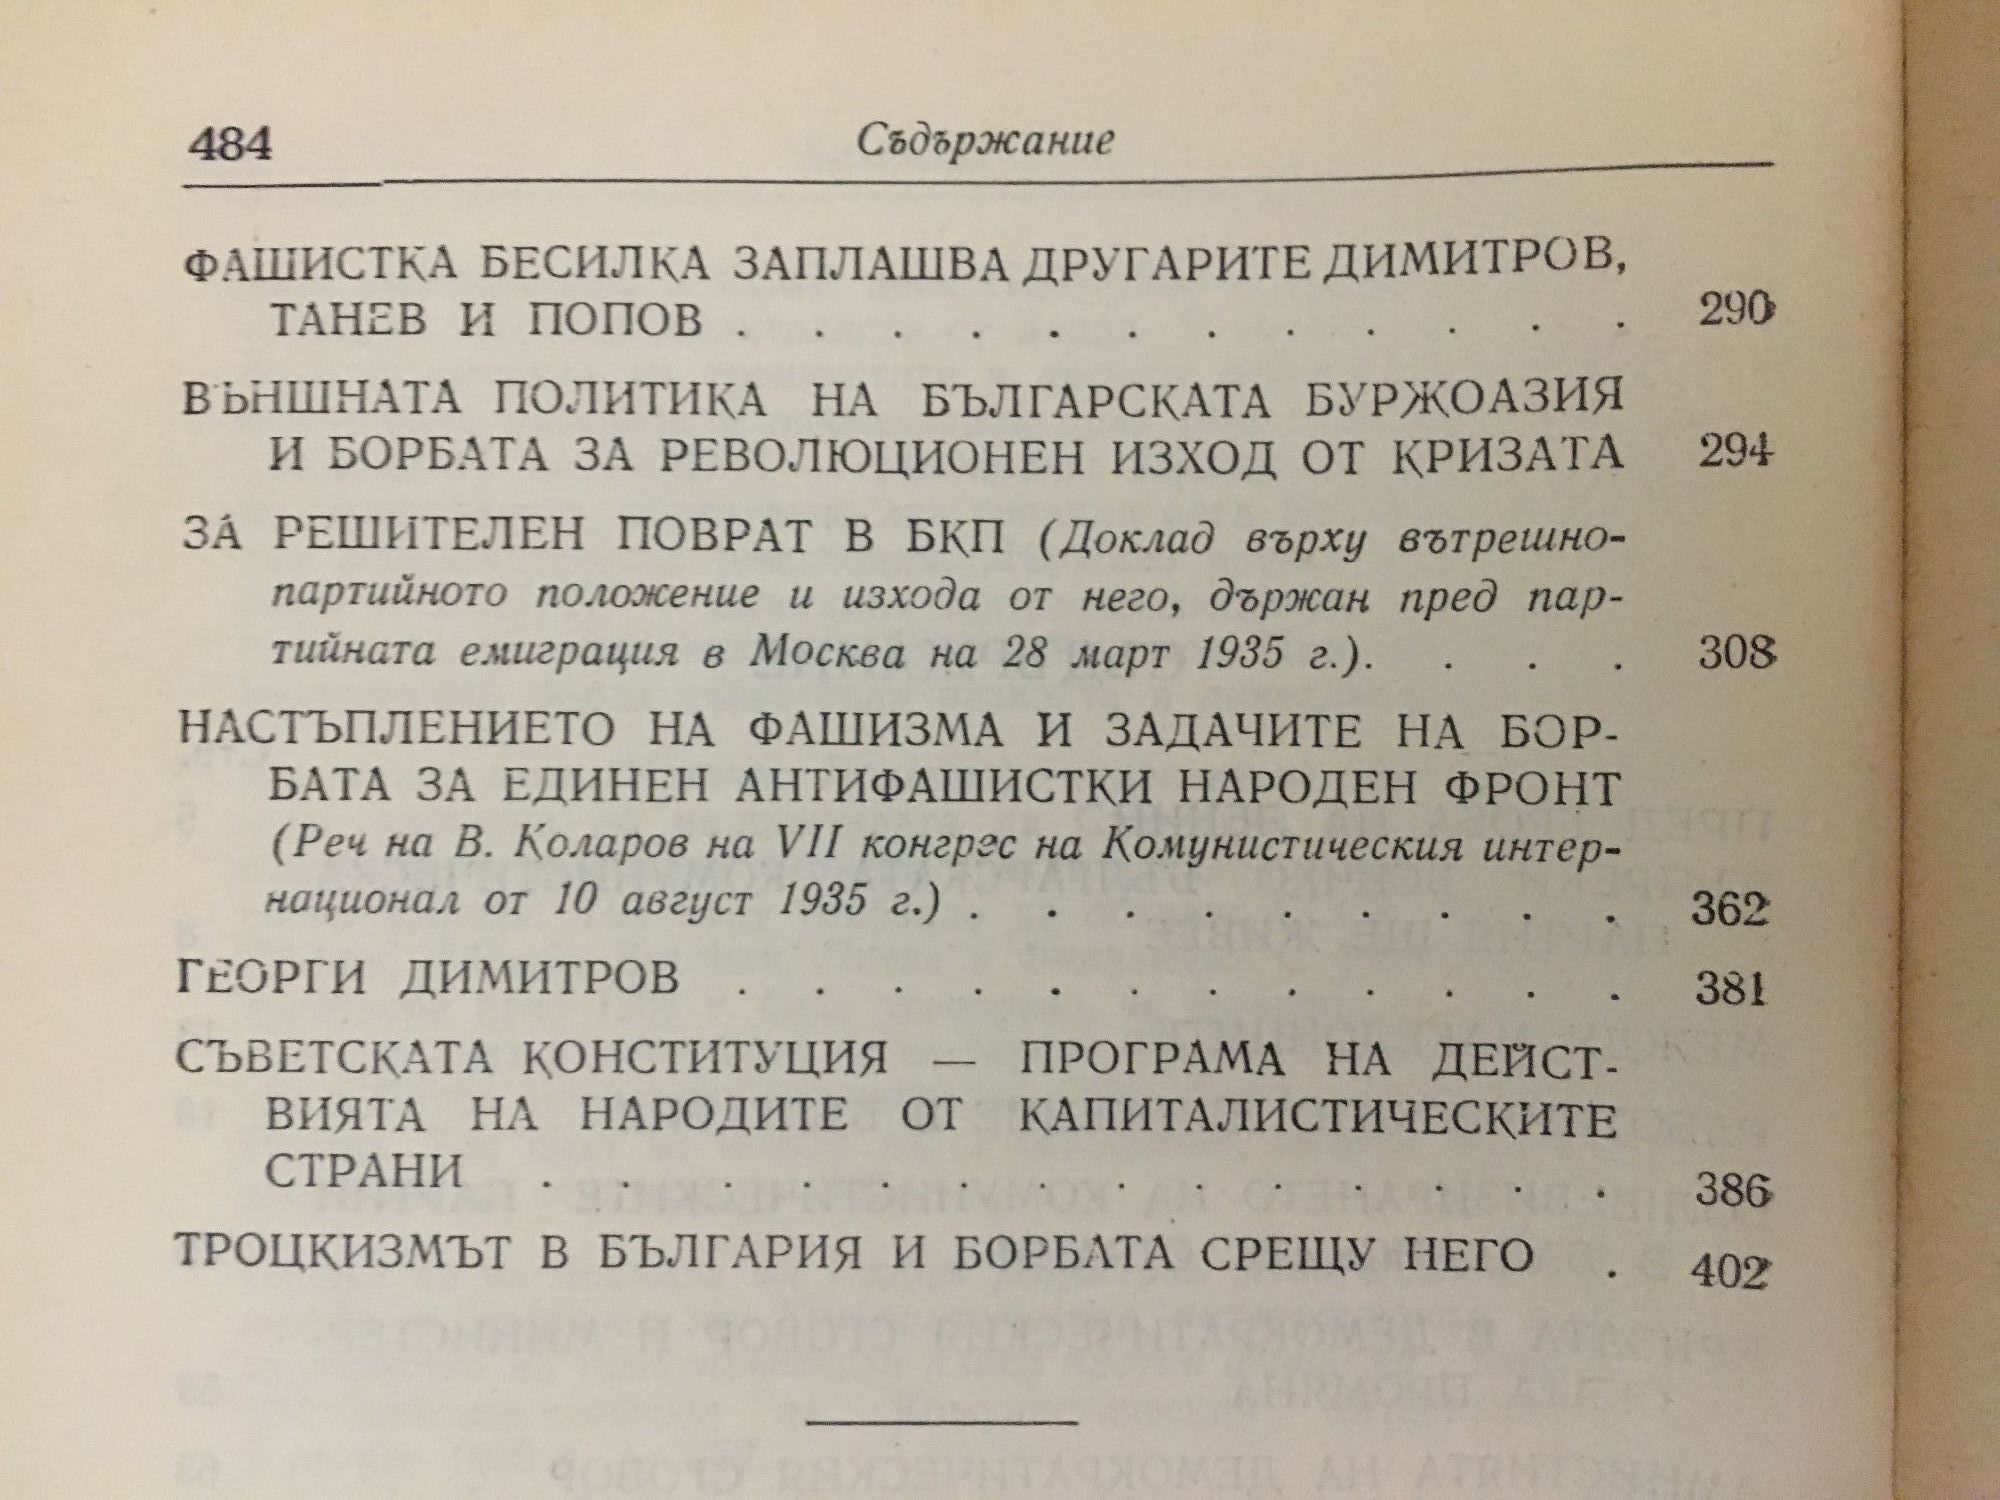 484 Съдържание
ФАШИСТКА БЕСИЛКА ЗАПЛАШВА ДРУГАРИТЕ ДИМИТРОВ,
ТАНЕВ И ПОПОВ . . . . . . . . . . . . 290
ВЪНШНАТА ПОЛИТИКА НА БЪЛГАРСКАТА БУРЖОАЗИЯ
И БОРБАТА ЗА РЕВОЛЮЦИОНЕН ИЗХОД ОТ КРИЗАТА 294
ЗА РЕШИТЕЛЕН ПОВРАТ В БКП (Доклад върху вътрешно-
партийното положение и изхода от него, държан пред пар-
тийната емиграция в Москва на 28 март 1935 г.). . . . 308
НАСТЪПЛЕНИЕТО НА ФАШИЗМА И ЗАДАЧИТЕ НА БОР-
БАТА ЗА ЕДИНЕН АНТИФАШИСТКИ НАРОДЕН ФРОНТ
(Реч на В. Коларов на VII конгрес на Комунистическия интер-
национал от 10 август 1935 г.) . . . . . . . . . 362
ГЕОРГИ ДИМИТРОВ . . . . . . . . . . . . 381
СЪВЕТСКАТА КОНСТИТУЦИЯ — ПРОГРАМА НА ДЕЙСТ-
ВИЯТА НА НАРОДИТЕ ОТ КАПИТАЛИСТИЧЕСКИТЕ
СТРАНИ . . . . . . . . . . . . . . 386
ТРОЦКИЗМЪТ В БЪЛГАРИЯ И БОРБАТА СРЕЩУ НЕГО . 402